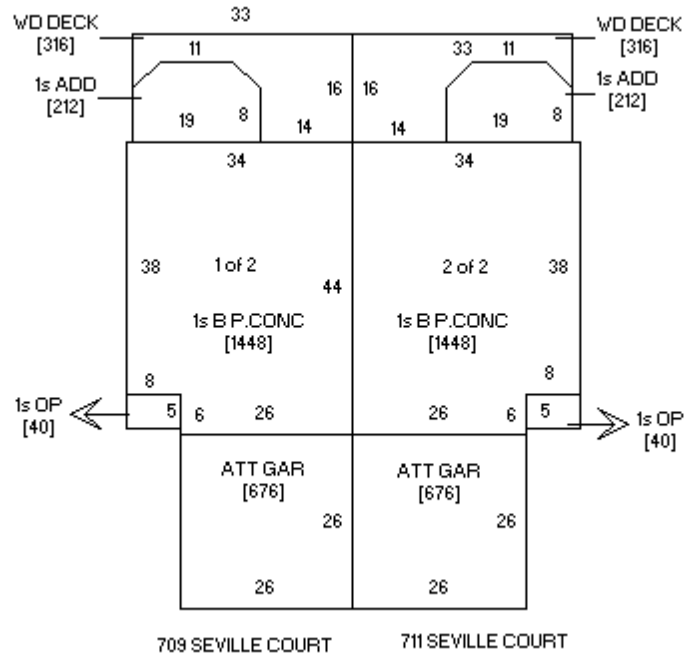 33
WD DECK
[316]
WD DECK
[316]
11
33
11
1s ADD
[212]
1s ADD
[212]
16
16
19
8
14
14
19
8
34
34
38
1 of 2
44
2 of 2
38
1s B P.CONC
[1448]
1s B P.CONC
[1448]
8
8
1s OP
[40]
5
6
26
26
6
5
1s OP
[40]
ATT GAR
[676]
ATT GAR
[676]
26
26
26
26
709 SEVILLE COURT
711 SEVILLE COURT